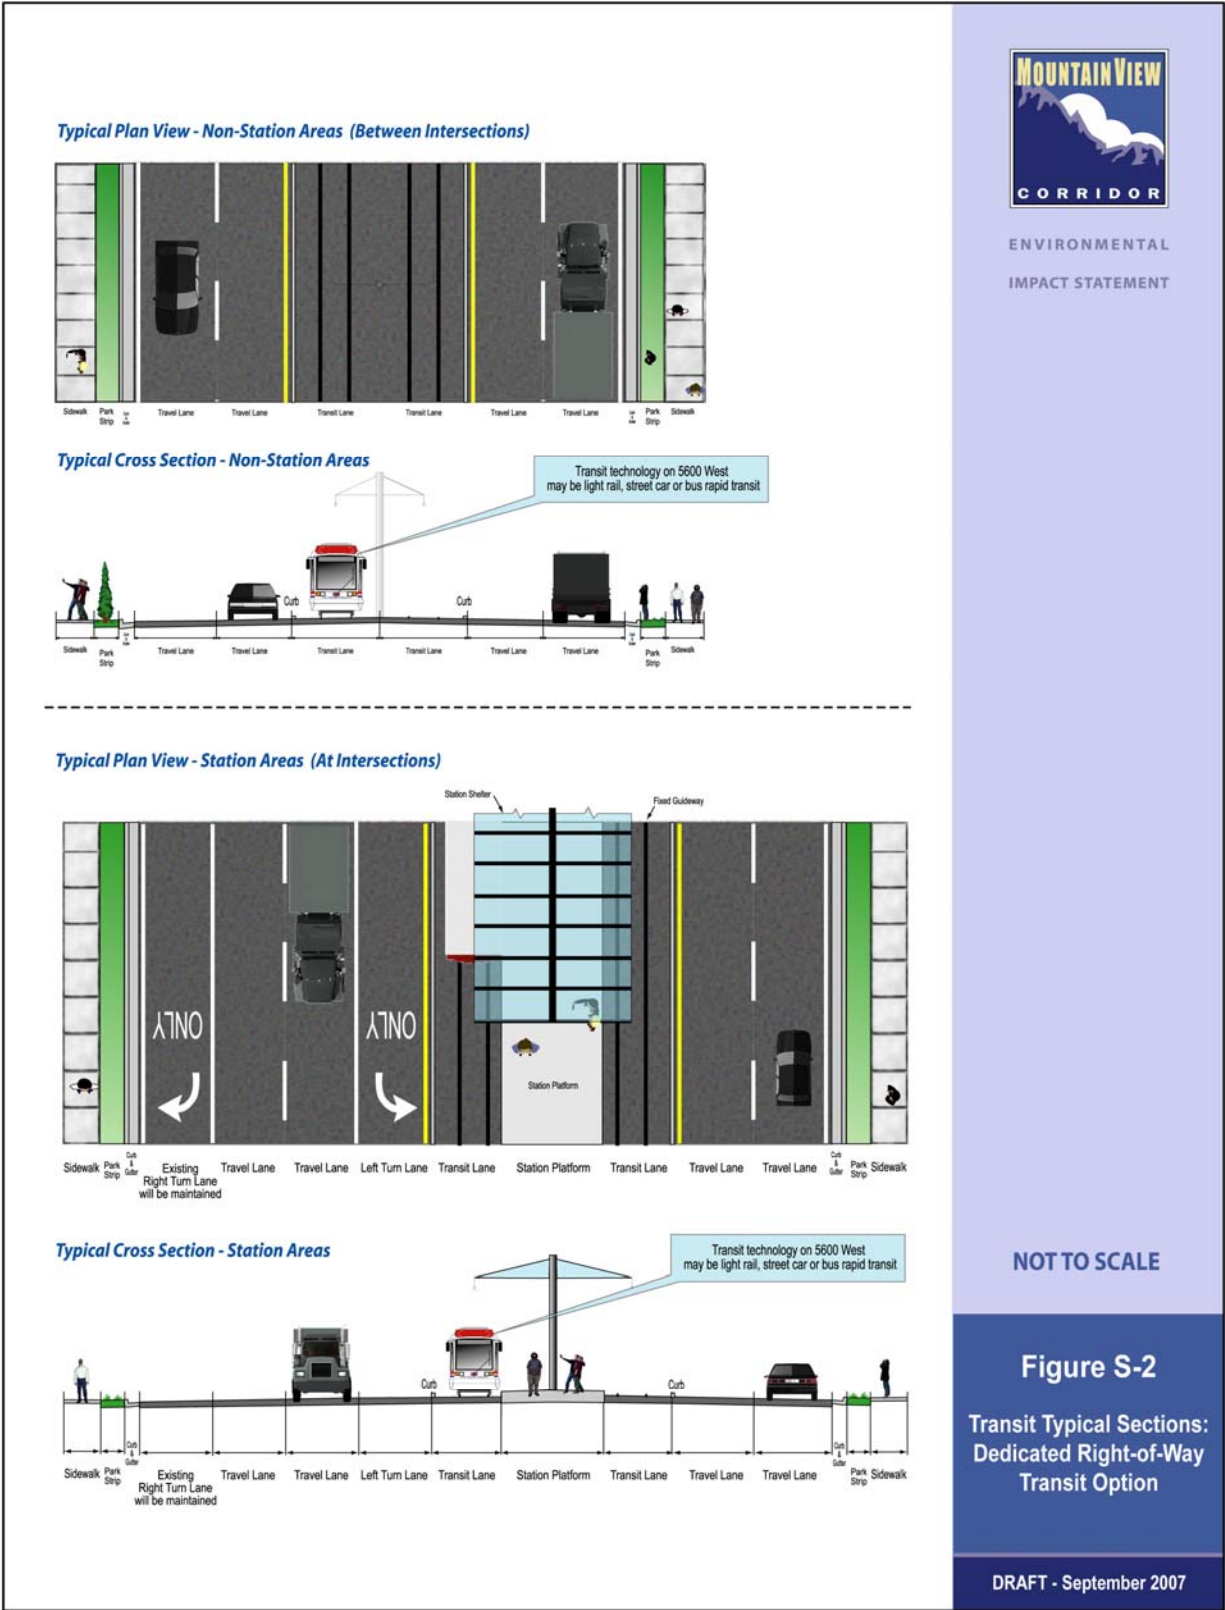 Typical Plan View - Non-Station Areas (Between Intersections)
Sidewalk
Park
Strip
Travel Lane
Travel Lane
Transit Lane
Transit Lane
Travel Lane
Travel Lane
Park
Strip
Sidewalk
Typical Cross Section - Non-Station Areas
Transit technology on 5600 West
may be light rail, street car or bus rapid transit
Curb
Curb
Sidewalk
Park
Strip
Travel Lane
Travel Lane
Transit Lane
Transit Lane
Travel Lane
Travel Lane
Park
Strip
Sidewalk
Typical Plan View - Station Areas (At Intersections)
Station Shelter
Fixed Guideway
ONLY
ONLY
Station Platform
Sidewalk
Park
Strip
Curb
&
Gutter
Existing
Right Turn Lane
will be maintained
Travel Lane
Travel Lane
Left Turn Lane
Transit Lane
Station Platform
Transit Lane
Travel Lane
Travel Lane
Curb
&
Gutter
Park
Strip
Sidewalk
Typical Cross Section - Station Areas
Transit technology on 5600 West
may be light rail, street car or bus rapid transit
Curb
Curb
Sidewalk
Park
Strip
Curb
&
Gutter
Existing
Right Turn Lane
will be maintained
Travel Lane
Travel Lane
Left Turn Lane
Transit Lane
Station Platform
Transit Lane
Travel Lane
Travel Lane
Curb
&
Gutter
Park
Strip
Sidewalk
MOUNTAIN VIEW
CORRIDOR
ENVIRONMENTAL
IMPACT STATEMENT
NOT TO SCALE
Figure S-2
Transit Typical Sections:
Dedicated Right-of-Way
Transit Option
DRAFT - September 2007